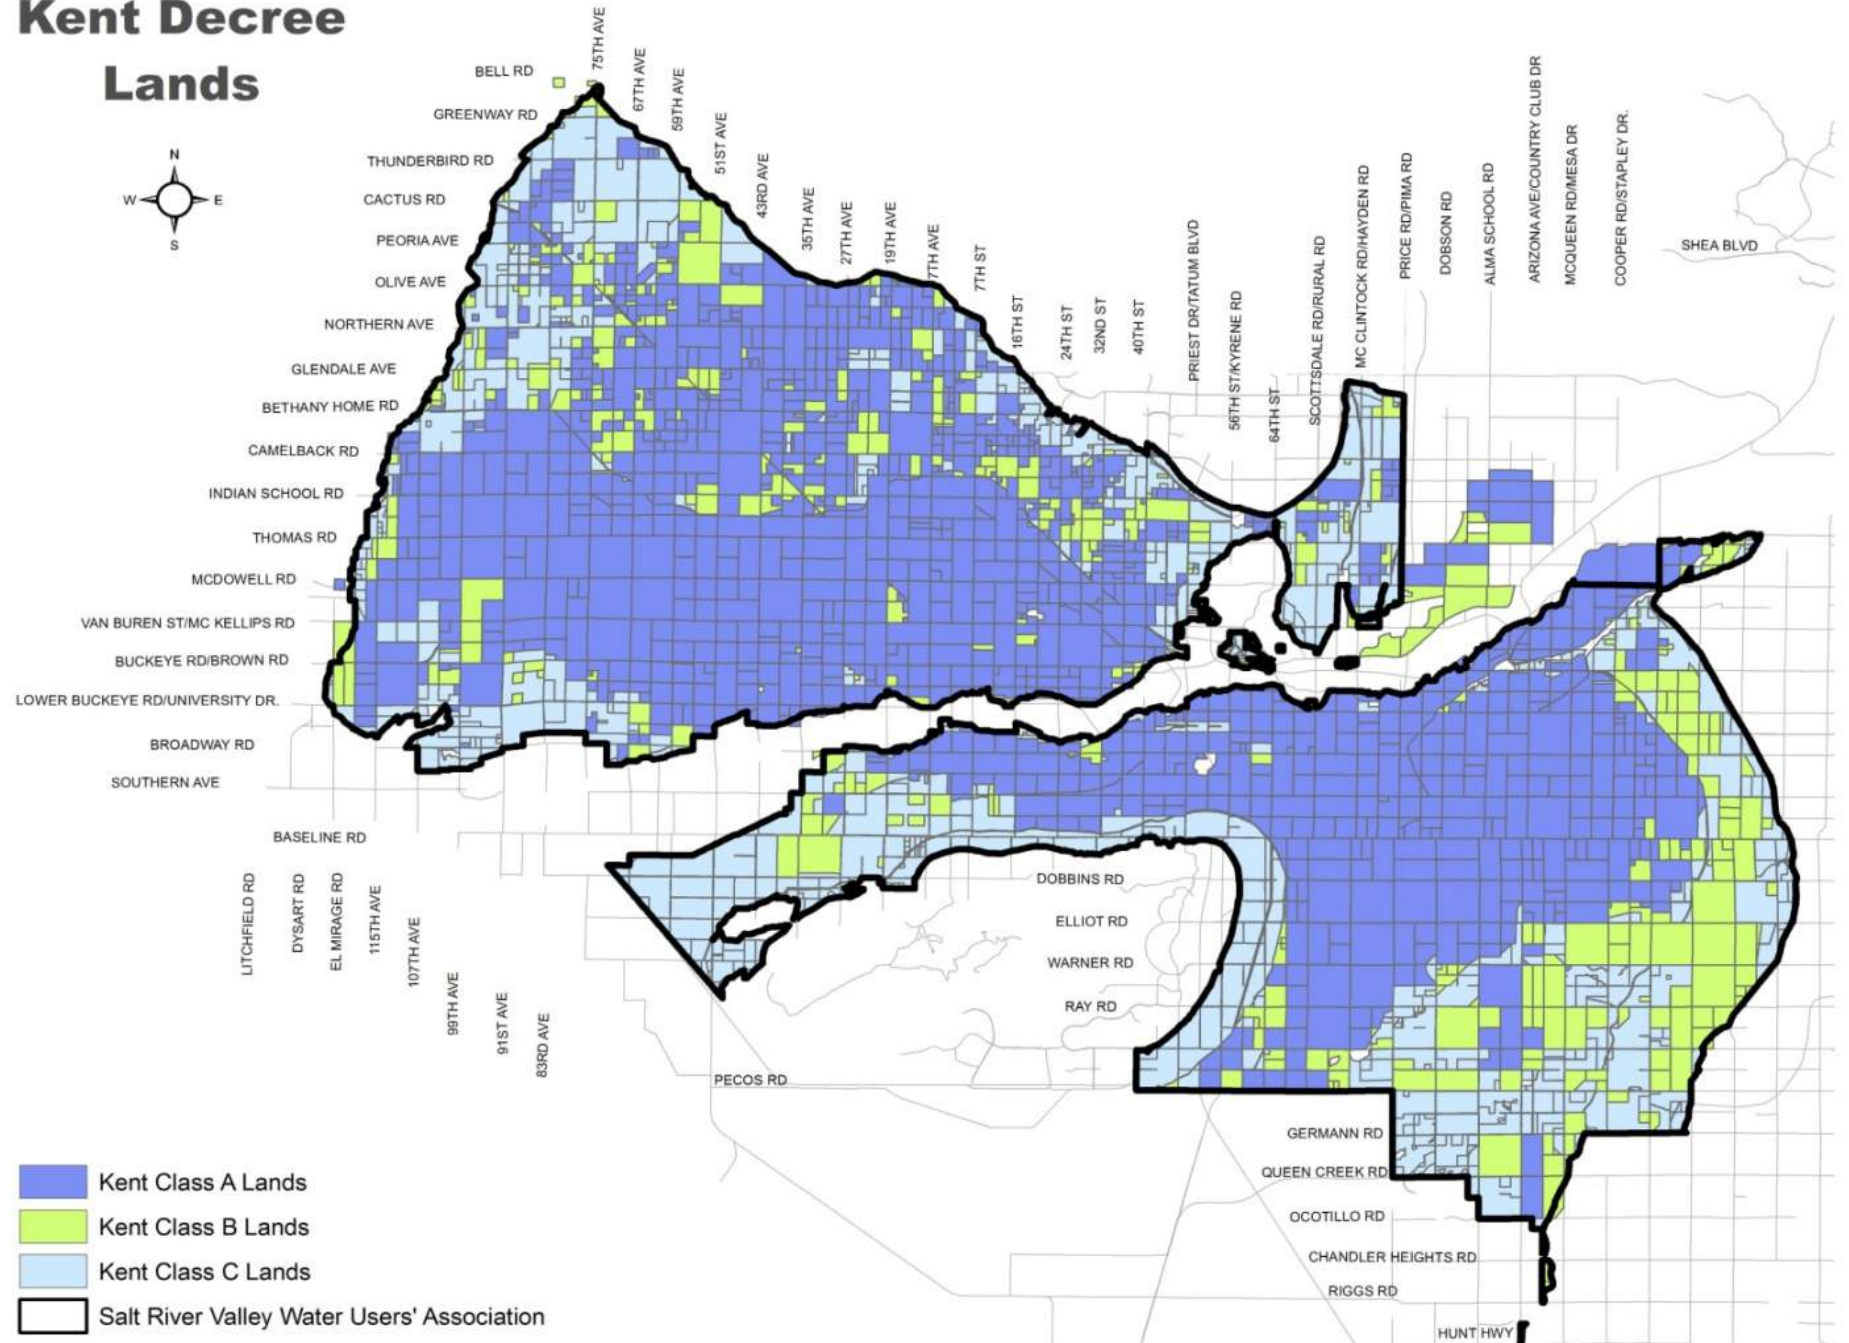 Kent Decree
Lands
N
W
E
S
BELL RD
GREENWAY RD
THUNDERBIRD RD
CACTUS RD
PEORIA AVE
OLIVE AVE
NORTHERN AVE
GLENDALE AVE
BETHANY HOME RD
CAMELBACK RD
INDIAN SCHOOL RD
THOMAS RD
MCDOWELL RD
VAN BUREN ST/MC KELLIPS RD
BUCKEYE RD/BROWN RD
LOWER BUCKEYE RD/UNIVERSITY DR.
BROADWAY RD
SOUTHERN AVE
BASELINE RD
75TH AVE
67TH AVE
59TH AVE
51ST AVE
43RD AVE
35TH AVE
27TH AVE
19TH AVE
7TH AVE
7TH ST
16TH ST
24TH ST
32ND ST
40TH ST
PRIEST DR/TATUM BLVD
56TH ST/KYRENE RD
64TH ST
SCOTTSDALE RD/RURAL RD
MC CLINTOCK RD/HAYDEN RD
PRICE RD/PIMA RD
DOBSON RD
ALMA SCHOOL RD
ARIZONA AVE/COUNTRY CLUB DR
MCQUEEN RD/MESA DR
COOPER RD/STAPLEY DR.
SHEA BLVD
LITCHFIELD RD
DYSART RD
EL MIRAGE RD
115TH AVE
107TH AVE
99TH AVE
91ST AVE
83RD AVE
DOBBINS RD
ELLIOT RD
WARNER RD
RAY RD
PECOS RD
GERMANN RD
QUEEN CREEK RD
OCOTILLO RD
CHANDLER HEIGHTS RD
RIGGS RD
HUNT HWY
Kent Class A Lands
Kent Class B Lands
Kent Class C Lands
Salt River Valley Water Users' Association